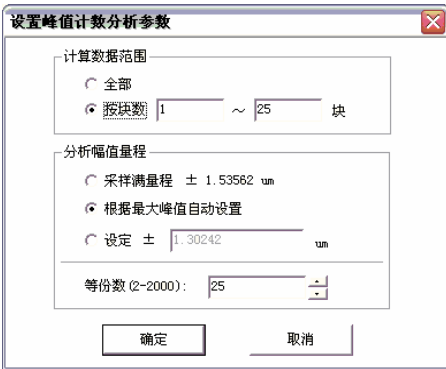 设置峰值计数分析参数
计算数据范围
全部
按块数 1 ～ 25 块
分析幅值量程
采样满量程 ± 1.53562 um
根据最大峰值自动设置
设定 ± 1.30242 um
等份数(2-2000): 25
确定 取消